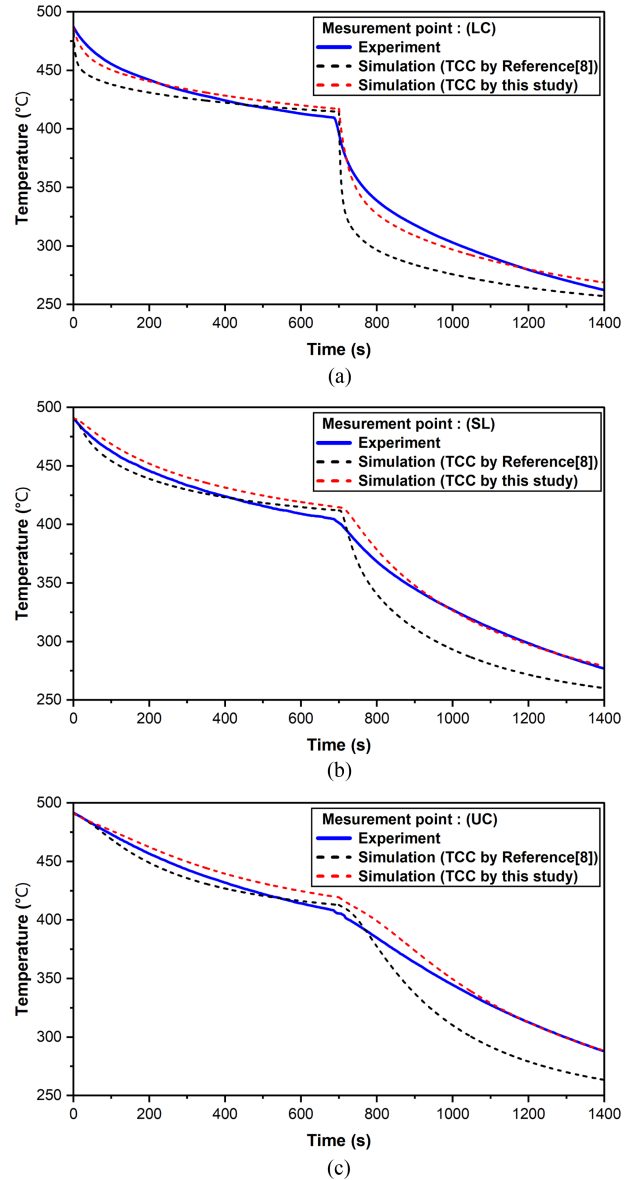 500
450
400
350
300
250
Temperature (°C)
Mesurement point : (LC)
Experiment
Simulation (TCC by Reference[8])
Simulation (TCC by this study)
0 200 400 600 800 1000 1200 1400
Time (s)
(a)
500
450
400
350
300
250
Temperature (°C)
Mesurement point : (SL)
Experiment
Simulation (TCC by Reference[8])
Simulation (TCC by this study)
0 200 400 600 800 1000 1200 1400
Time (s)
(b)
500
450
400
350
300
250
Temperature (°C)
Mesurement point : (UC)
Experiment
Simulation (TCC by Reference[8])
Simulation (TCC by this study)
0 200 400 600 800 1000 1200 1400
Time (s)
(c)